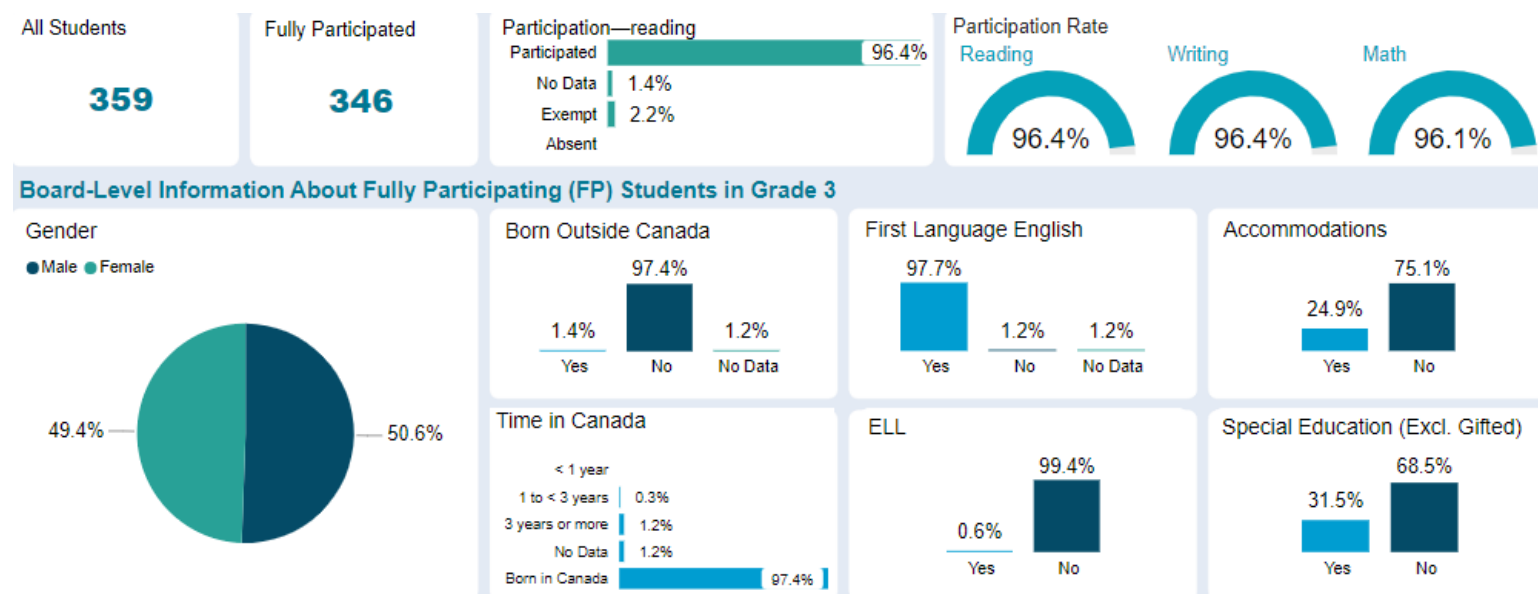 All Students
359
Fully Participated
346
Participation—reading
Participated 96.4%
No Data 1.4%
Exempt 2.2%
Absent
Participation Rate
Reading Writing Math
96.4% 96.4% 96.1%
Board-Level Information About Fully Participating (FP) Students in Grade 3
Gender
Male Female
49.4% 50.6%
Born Outside Canada
97.4%
1.4% 1.2%
Yes No No Data
First Language English
97.7%
1.2% 1.2%
Yes No No Data
Accommodations
75.1%
24.9%
Yes No
Time in Canada
< 1 year
1 to < 3 years 0.3%
3 years or more 1.2%
No Data 1.2%
Born in Canada 97.4%
ELL
99.4%
0.6%
Yes No
Special Education (Excl. Gifted)
68.5%
31.5%
Yes No